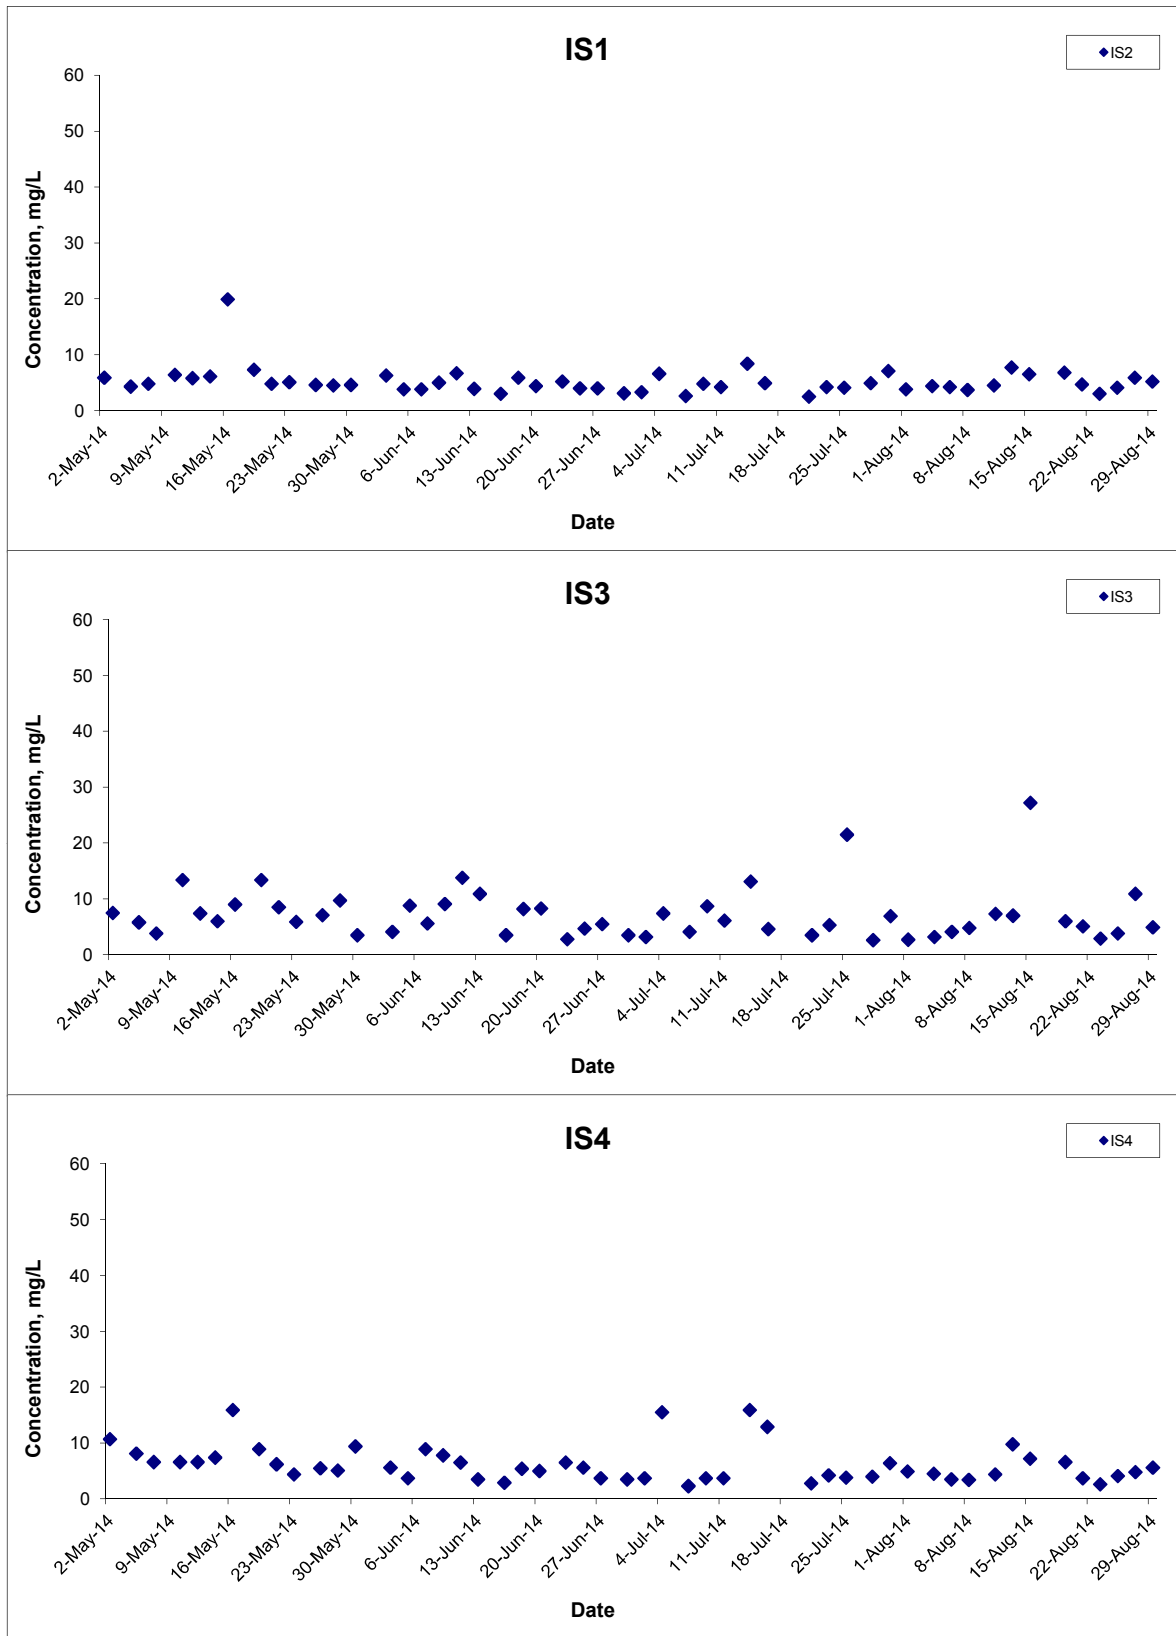 IS1
IS2
60
50
40
30
20
10
0
Concentration, mg/L
2-May-14
9-May-14
16-May-14
23-May-14
30-May-14
6-Jun-14
13-Jun-14
20-Jun-14
27-Jun-14
4-Jul-14
11-Jul-14
18-Jul-14
25-Jul-14
1-Aug-14
8-Aug-14
15-Aug-14
22-Aug-14
29-Aug-14
Date
IS3
IS3
60
50
40
30
20
10
0
Concentration, mg/L
2-May-14
9-May-14
16-May-14
23-May-14
30-May-14
6-Jun-14
13-Jun-14
20-Jun-14
27-Jun-14
4-Jul-14
11-Jul-14
18-Jul-14
25-Jul-14
1-Aug-14
8-Aug-14
15-Aug-14
22-Aug-14
29-Aug-14
Date
IS4
IS4
60
50
40
30
20
10
0
Concentration, mg/L
2-May-14
9-May-14
16-May-14
23-May-14
30-May-14
6-Jun-14
13-Jun-14
20-Jun-14
27-Jun-14
4-Jul-14
11-Jul-14
18-Jul-14
25-Jul-14
1-Aug-14
8-Aug-14
15-Aug-14
22-Aug-14
29-Aug-14
Date